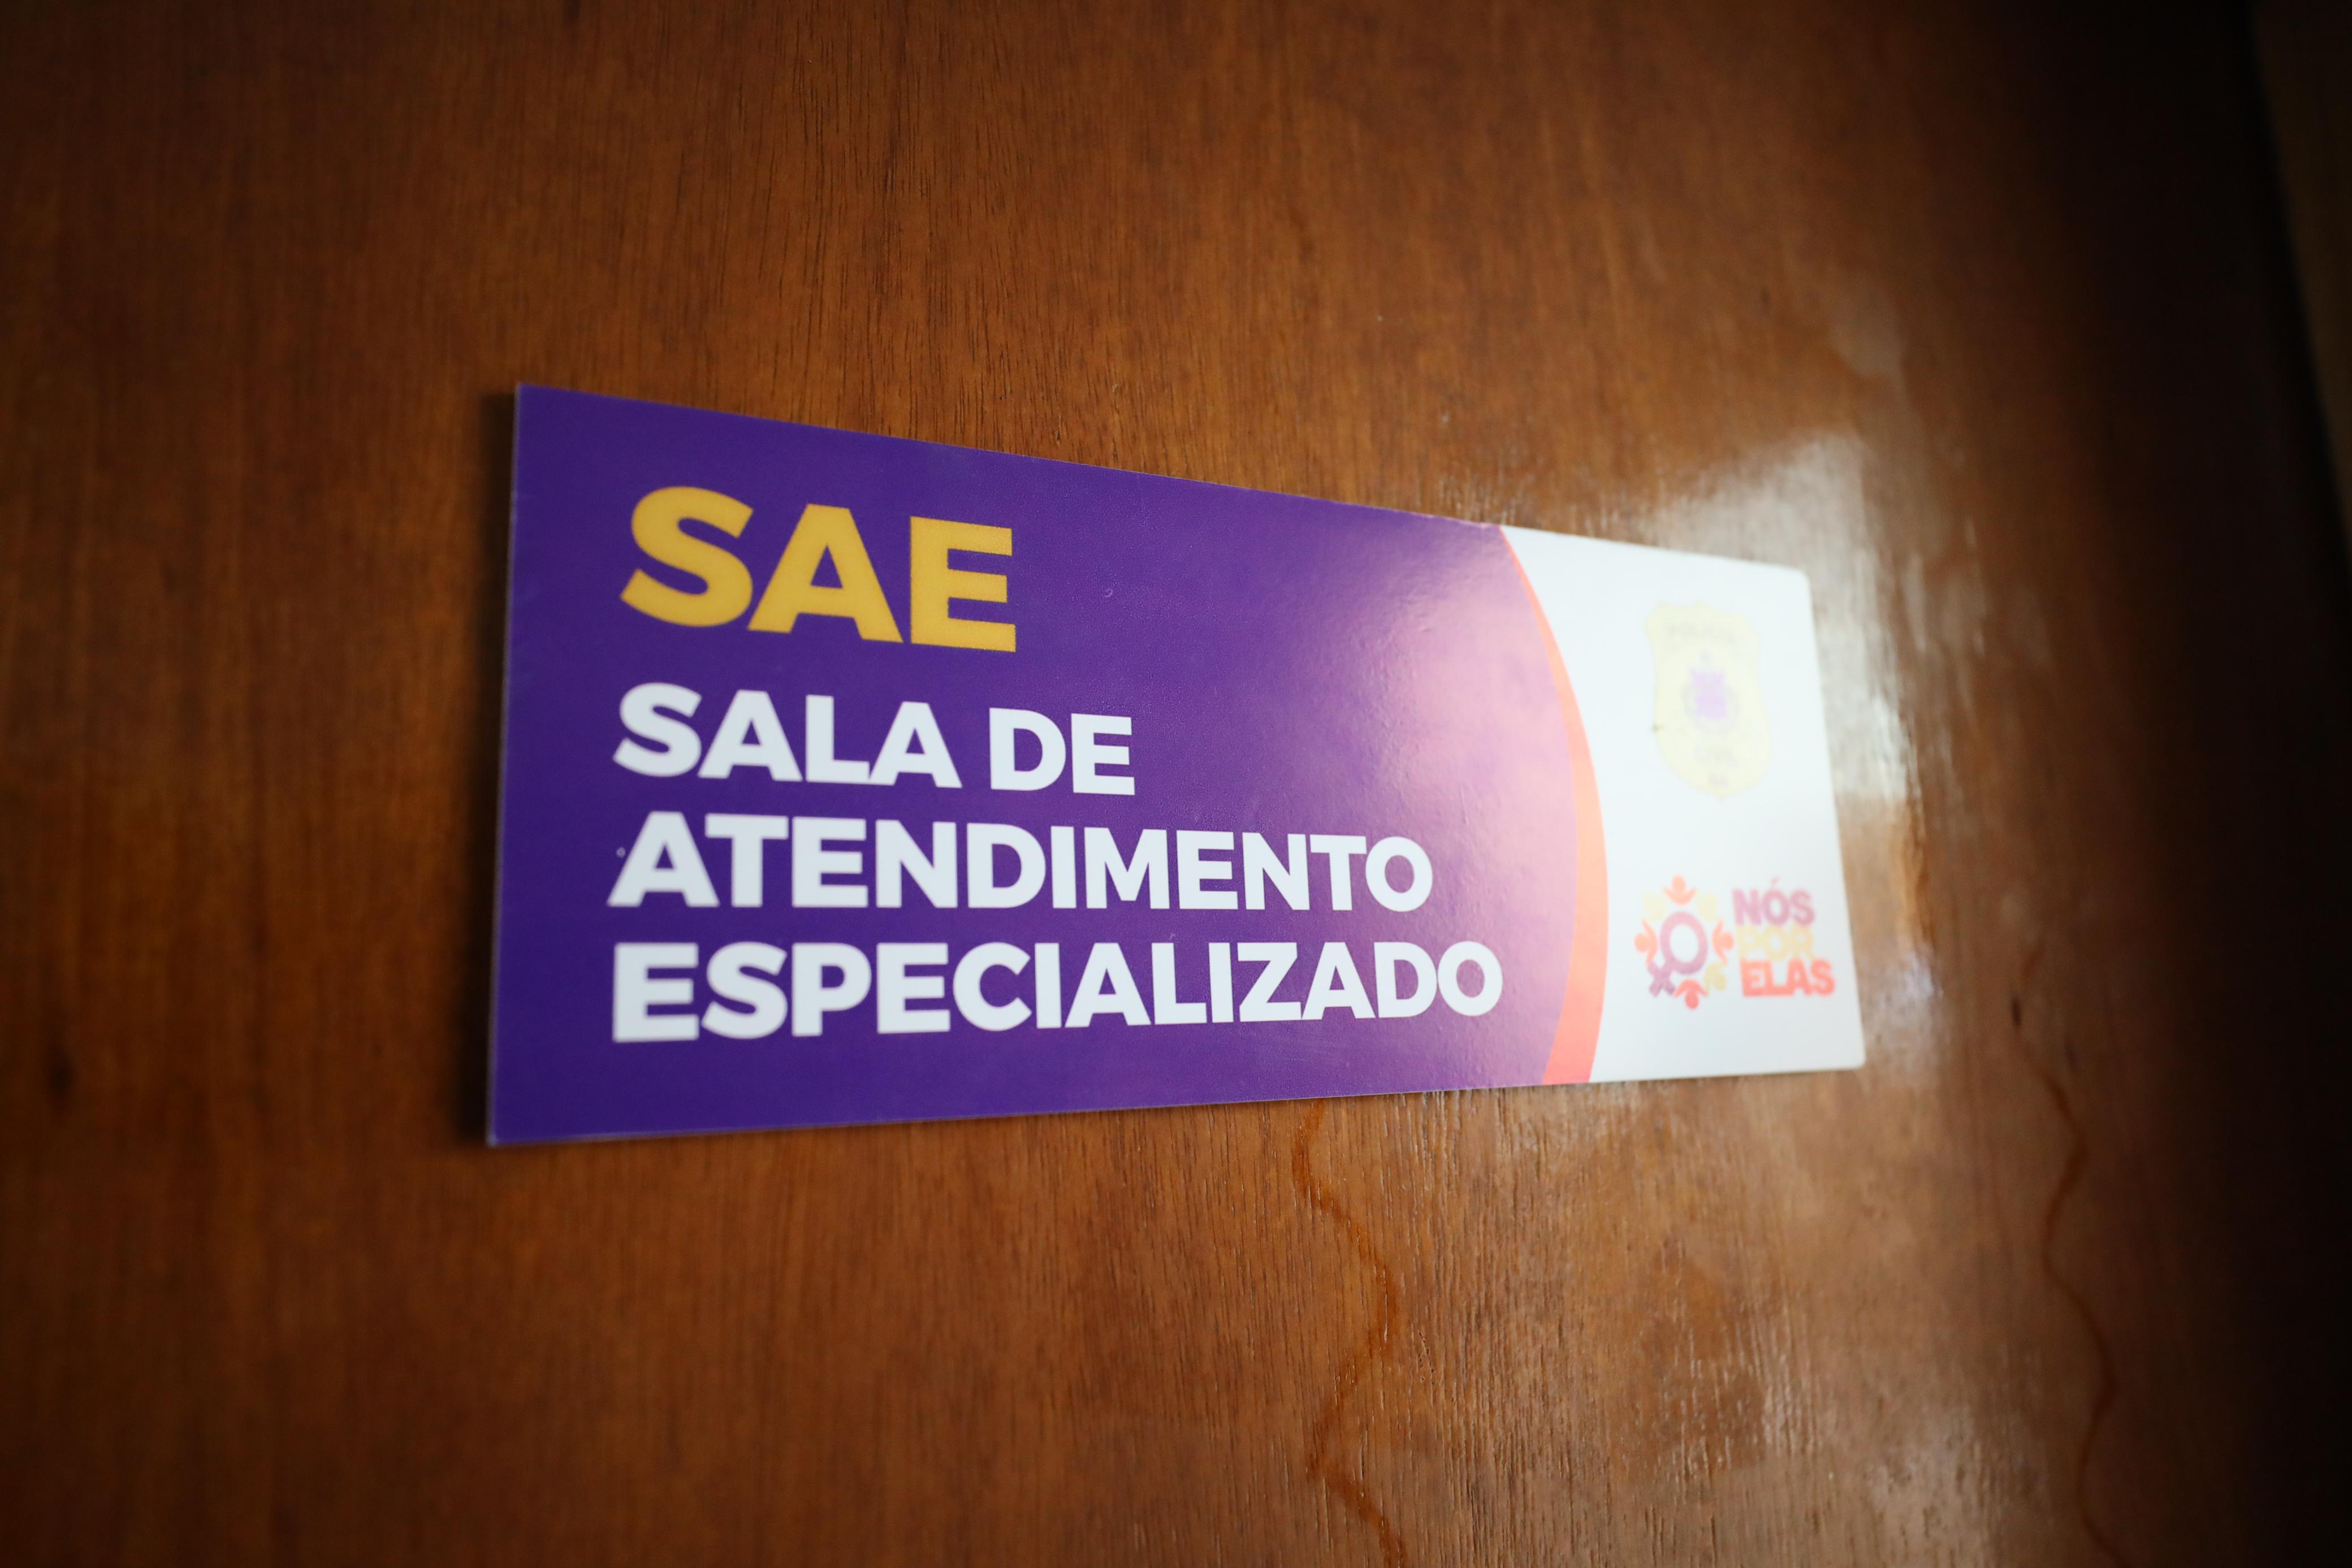 SAE
SALA DE
ATENDIMENTO
ESPECIALIZADO
NÓS
POR
ELAS